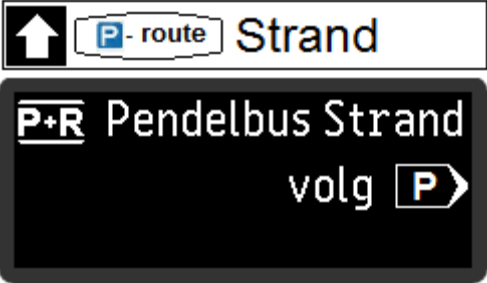 P - route Strand
P+R Pendelbus Strand
volg P